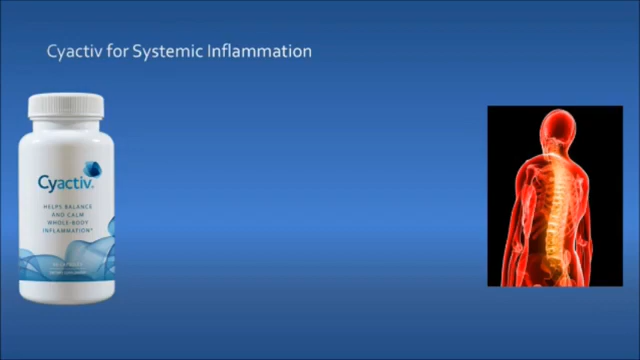 Cyactiv for Systemic Inflammation
Cyactiv
HELPS BALANCE
AND CALM
WHOLE-BODY
INFLAMMATION*